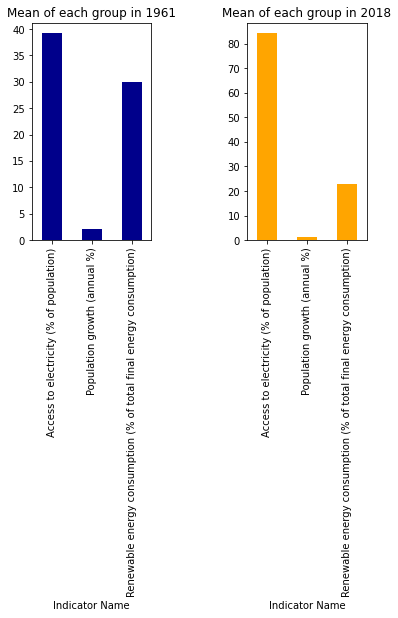 Mean of each group in 1961
40
35
30
25
20
15
10
5
0
Access to electricity (% of population)
Population growth (annual %)
Renewable energy consumption (% of total final energy consumption)
Indicator Name
Mean of each group in 2018
80
70
60
50
40
30
20
10
0
Access to electricity (% of population)
Population growth (annual %)
Renewable energy consumption (% of total final energy consumption)
Indicator Name